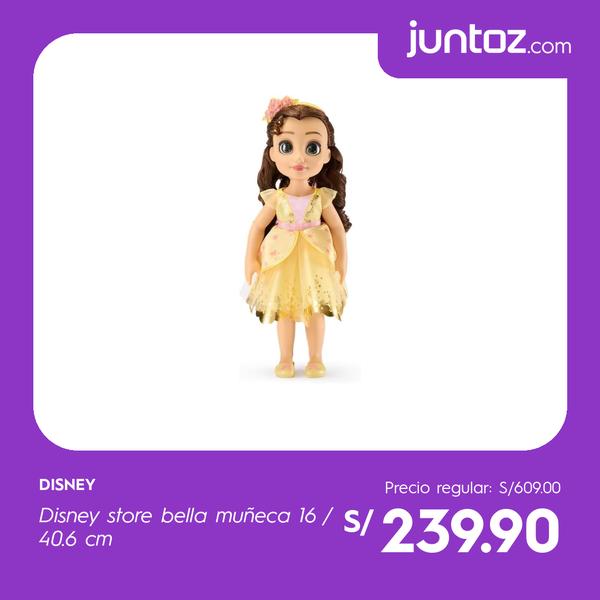 juntoz.com
DISNEY
Disney store bella muñeca 16 /
40.6 cm
Precio regular: S/609.00
S/239.90